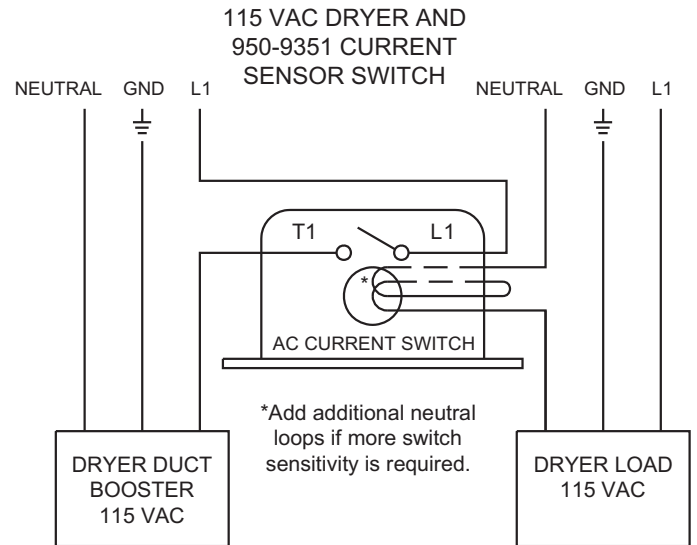 115 VAC DRYER AND
950-9351 CURRENT
SENSOR SWITCH
NEUTRAL GND L1
NEUTRAL GND L1
T1 L1
*
AC CURRENT SWITCH
*Add additional neutral
loops if more switch
sensitivity is required.
DRYER DUCT
BOOSTER
115 VAC
DRYER LOAD
115 VAC